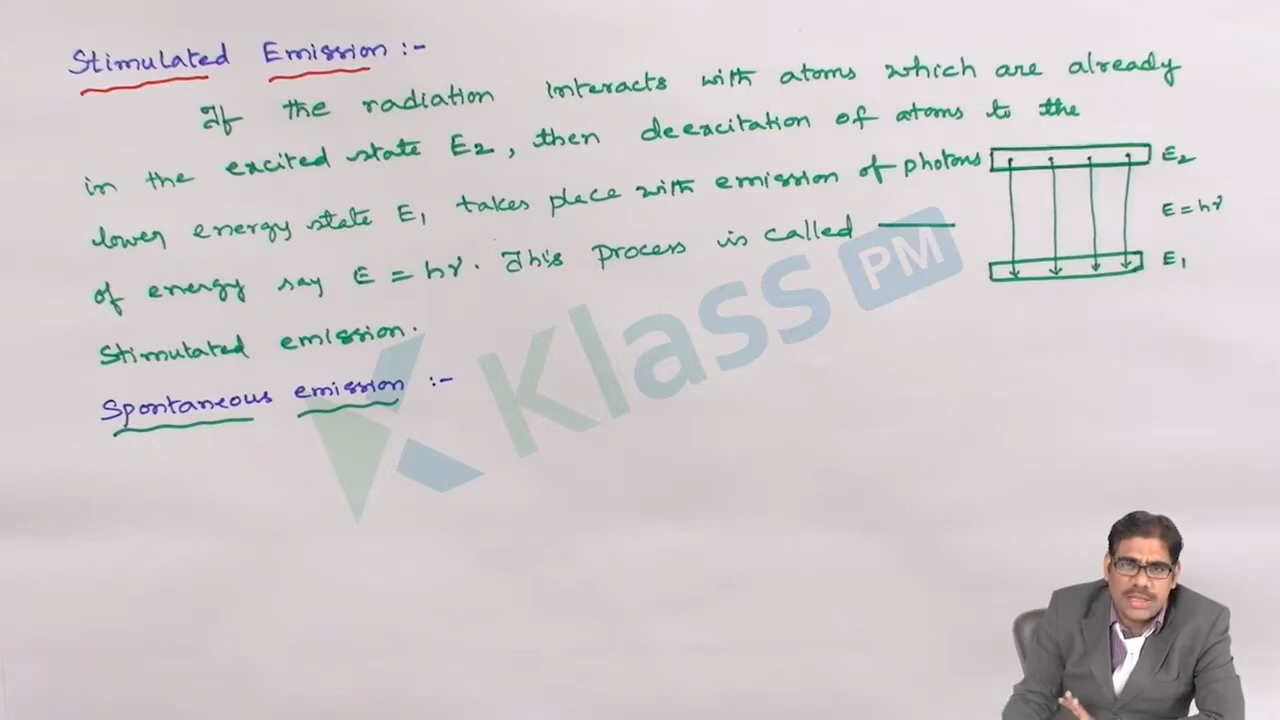 Stimulated Emission :-
If the radiation interacts with atoms which are already
in the excited state E2, then deexcitation of atoms to the
lower energy state E1 takes place with emission of photons
of energy say E = hγ. This process is called
Stimulated emission.
E2
E = hγ
E1
Spontaneous emission :-
Klass PM